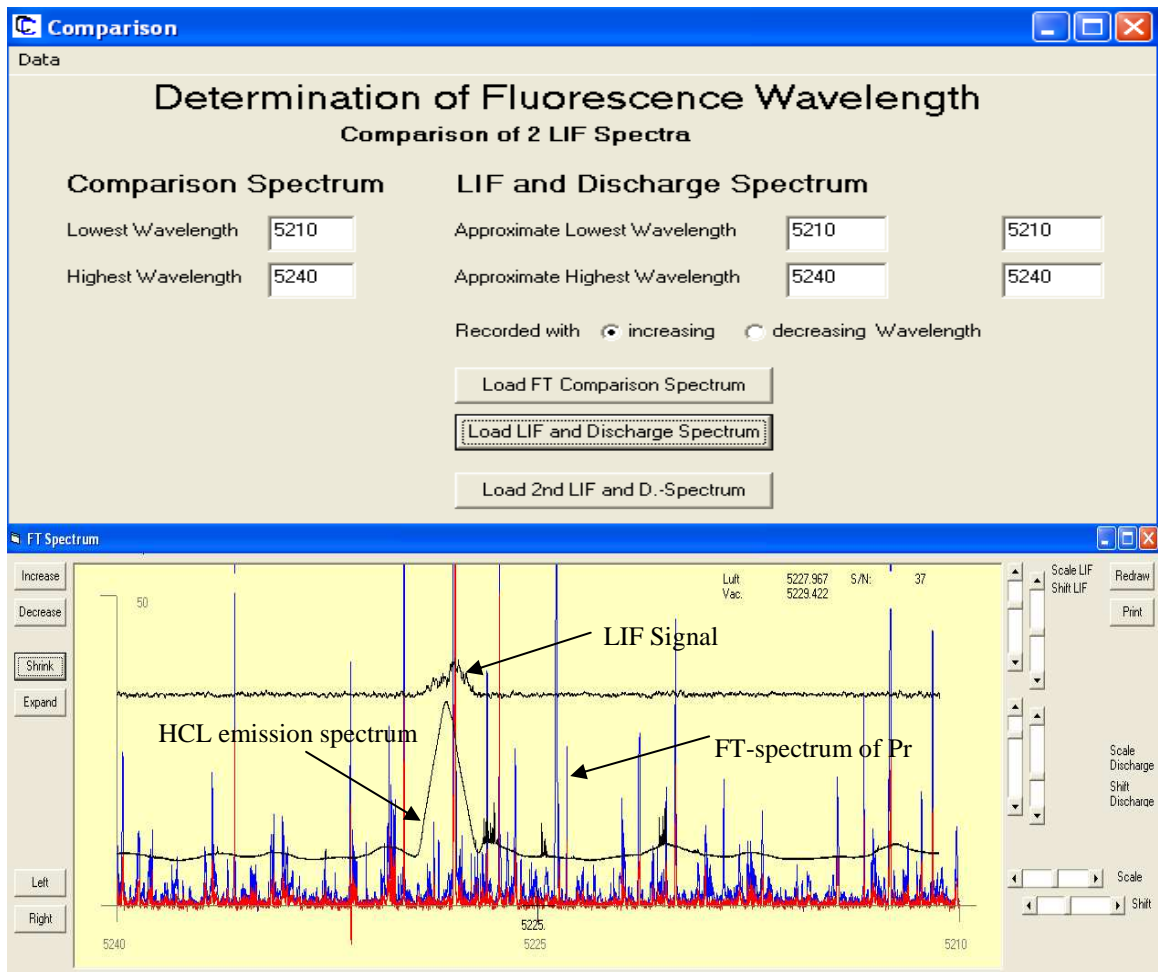 Comparison
Data
Determination of Fluorescence Wavelength
Comparison of 2 LIF Spectra
Comparison Spectrum
LIF and Discharge Spectrum
Lowest Wavelength 5210
Approximate Lowest Wavelength 5210 5210
Highest Wavelength 5240
Approximate Highest Wavelength 5240 5240
Recorded with increasing decreasing Wavelength
Load FT Comparison Spectrum
Load LIF and Discharge Spectrum
Load 2nd LIF and D.-Spectrum
FT Spectrum
Increase
Decrease
Shrink
Expand
Left
Right
50
Luft 5227.967 S/N: 37
Vac. 5229.422
LIF Signal
HCL emission spectrum
FT-spectrum of Pr
5225.
5240 5225 5210
Scale LIF
Shift LIF
Redraw
Print
Scale
Discharge
Shift
Discharge
Scale
Shift